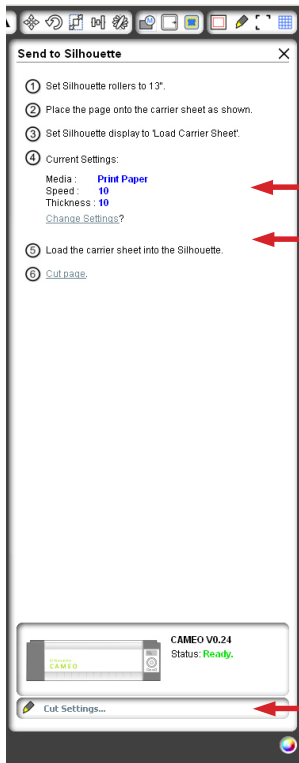 Send to Silhouette
1 Set Silhouette rollers to 13".
2 Place the page onto the carrier sheet as shown.
3 Set Silhouette display to 'Load Carrier Sheet'.
4 Current Settings:
Media : Print Paper
Speed : 10
Thickness : 10
Change Settings?
5 Load the carrier sheet into the Silhouette.
6 Cut page.
CAMEO V0.24
Status: Ready.
CAMEO
Cut Settings...